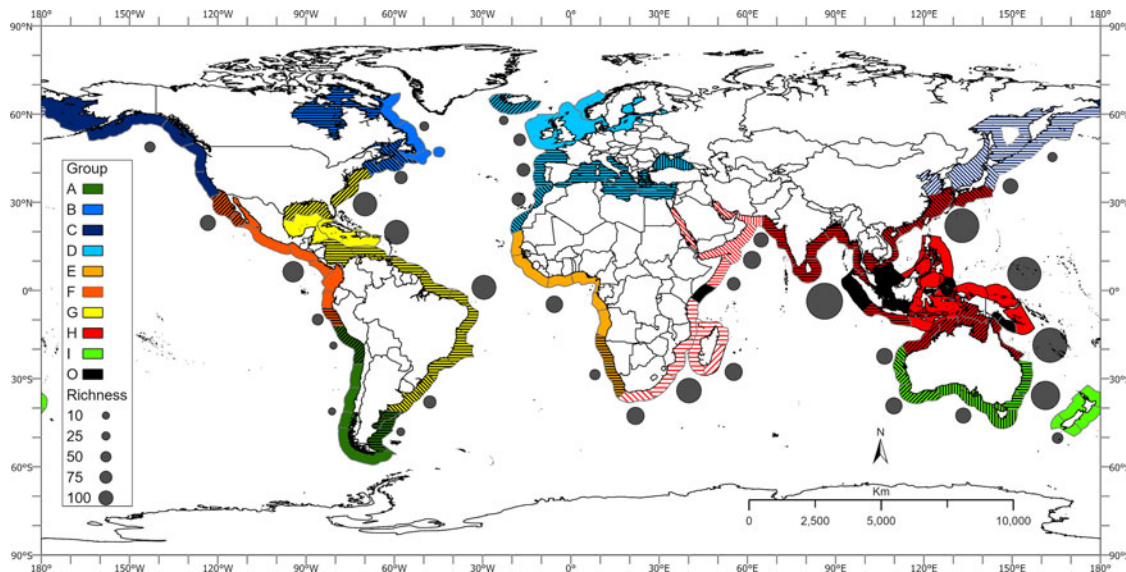 180° 150°W 120°W 90°W 60°W 30°W 0° 30°E 60°E 90°E 120°E 150°E 180°
90°N 90°N
60°N 60°N
Group
A
B
30°N C 30°N
D
E
F
0° G 0°
H
I
O
Richness
30°S 10 30°S
25
50 N
75
60°S 100 60°S
Km
0 2,500 5,000 10,000
90°S 90°S
180° 150°W 120°W 90°W 60°W 30°W 0° 30°E 60°E 90°E 120°E 150°E 180°